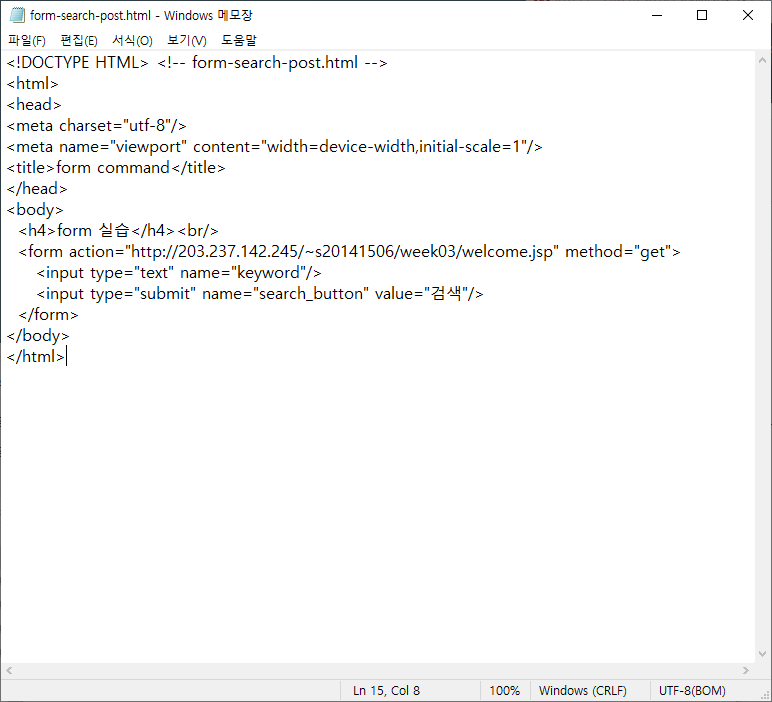 form-search-post.html - Windows 메모장
파일(F) 편집(E) 서식(O) 보기(V) 도움말
<!DOCTYPE HTML> <!-- form-search-post.html -->
<html>
<head>
<meta charset="utf-8"/>
<meta name="viewport" content="width=device-width,initial-scale=1"/>
<title>form command</title>
</head>
<body>
  <h4>form 실습</h4><br/>
  <form action="http://203.237.142.245/~s20141506/week03/welcome.jsp" method="get">
     <input type="text" name="keyword"/>
     <input type="submit" name="search_button" value="검색"/>
  </form>
</body>
</html>
Ln 15, Col 8 100% Windows (CRLF) UTF-8(BOM)